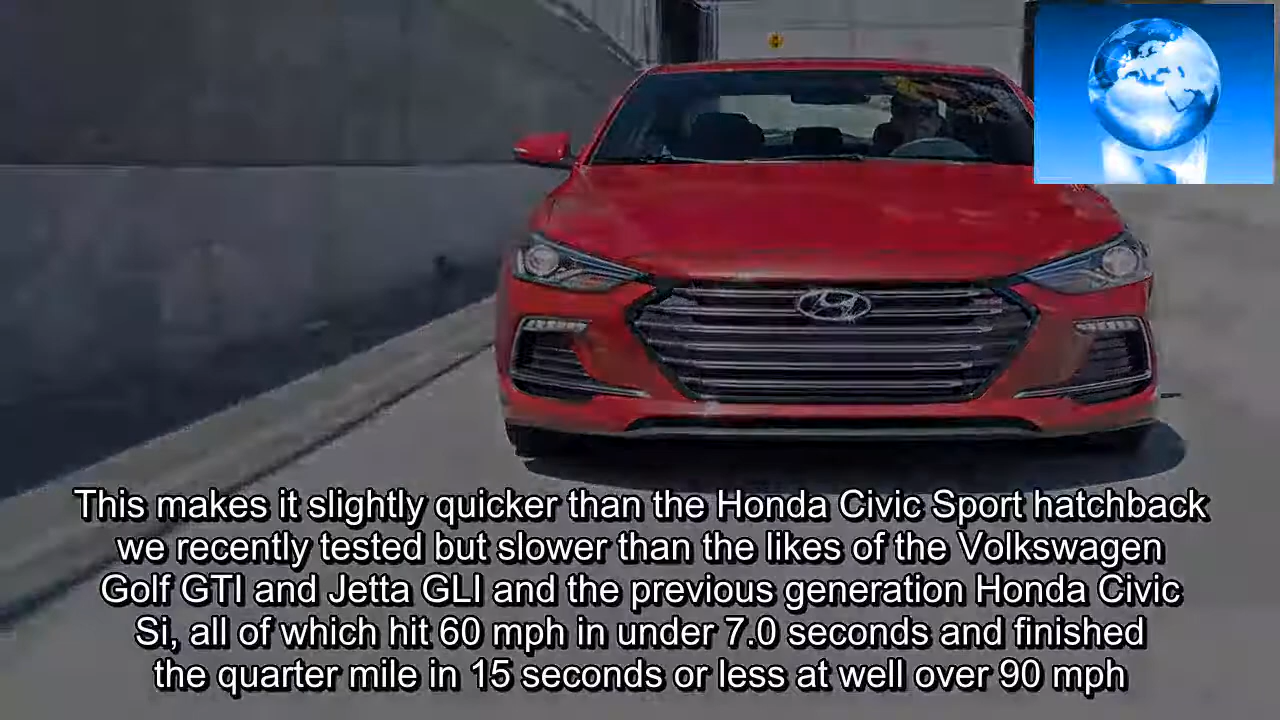 This makes it slightly quicker than the Honda Civic Sport hatchback
we recently tested but slower than the likes of the Volkswagen
Golf GTI and Jetta GLI and the previous generation Honda Civic
Si, all of which hit 60 mph in under 7.0 seconds and finished
the quarter mile in 15 seconds or less at well over 90 mph